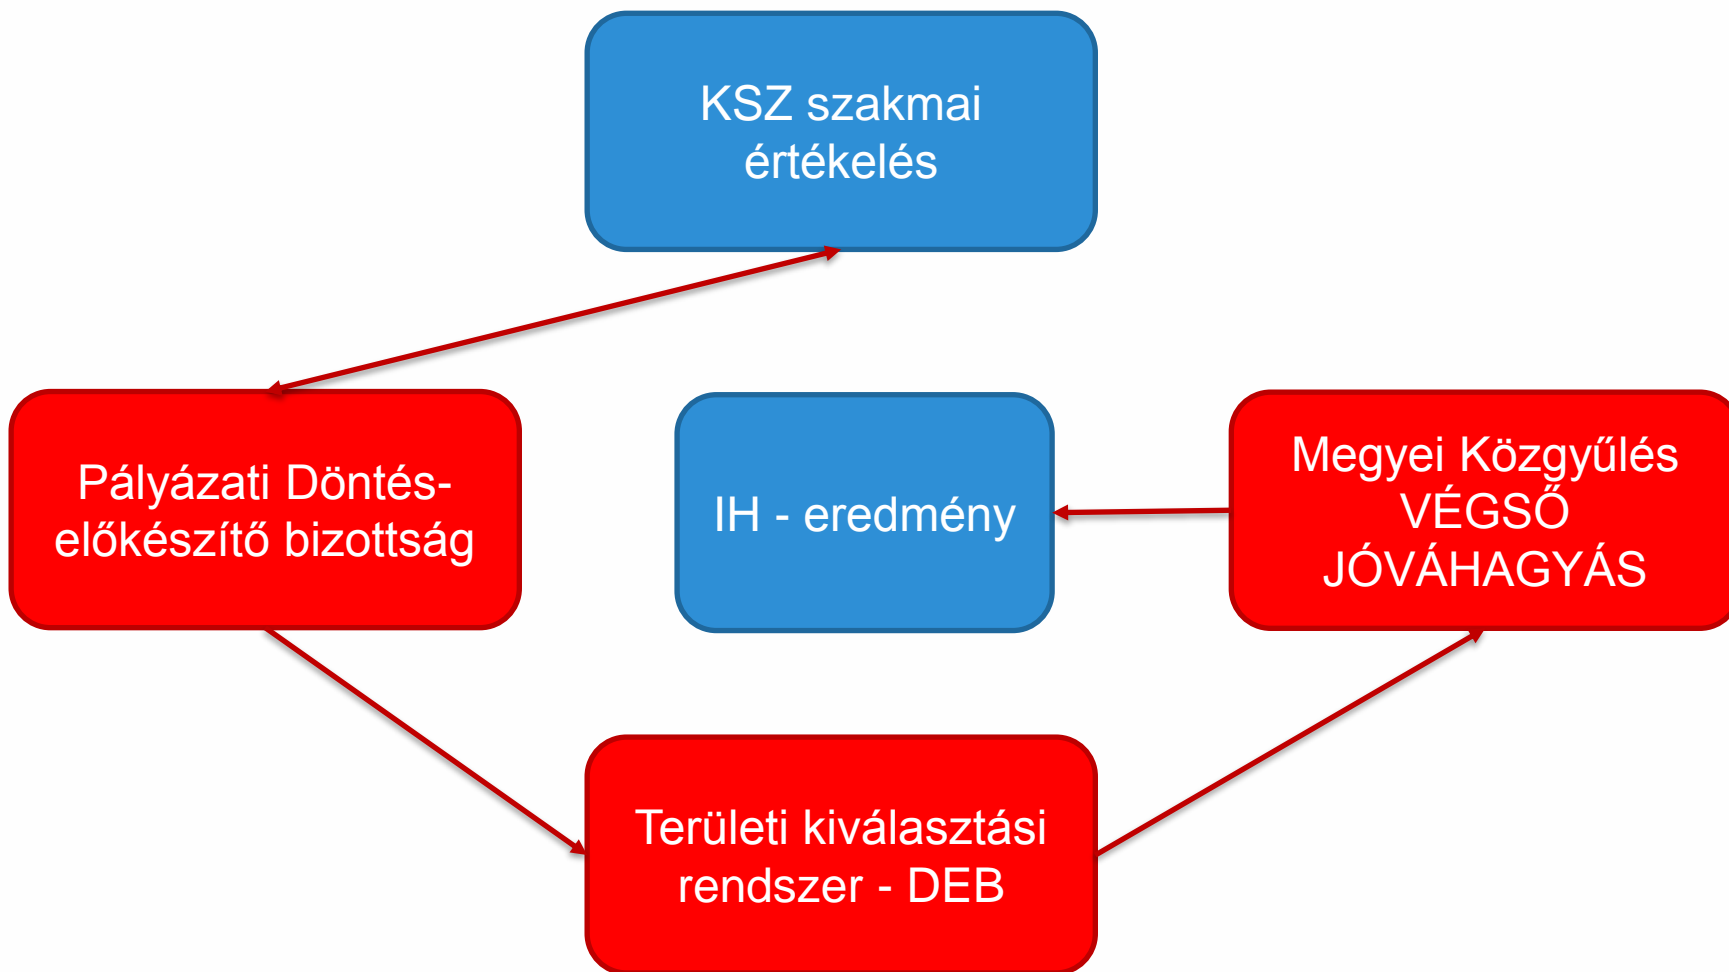 KSZ szakmai
értékelés
Pályázati Döntés-
előkészítő bizottság
IH - eredmény
Megyei Közgyűlés
VÉGSŐ
JÓVÁHAGYÁS
Területi kiválasztási
rendszer - DEB